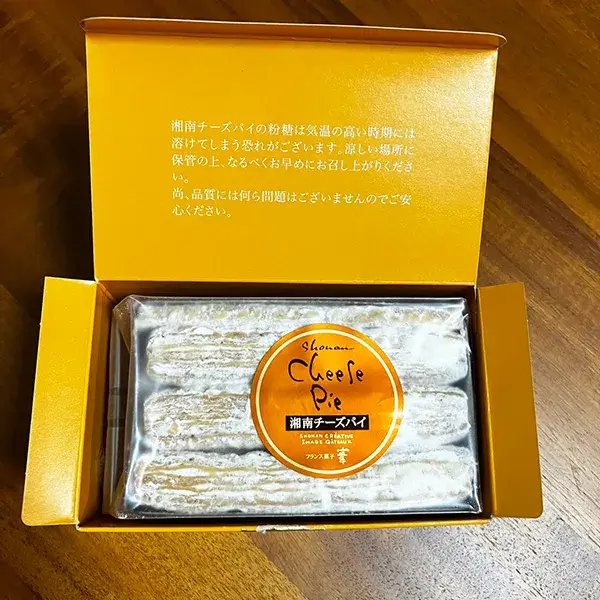 湘南チーズパイの粉糖は気温の高い時期には
溶けてしまう恐れがございます。涼しい場所に
保管の上、なるべくお早めにお召し上がりくださ
い。
尚、品質には何ら問題はございませんのでご安
心ください。
Shonan
Cheese
Pie
湘南チーズパイ
SHONAN CREATIVE
IMAGE GATEAUX
フランス菓子 葦